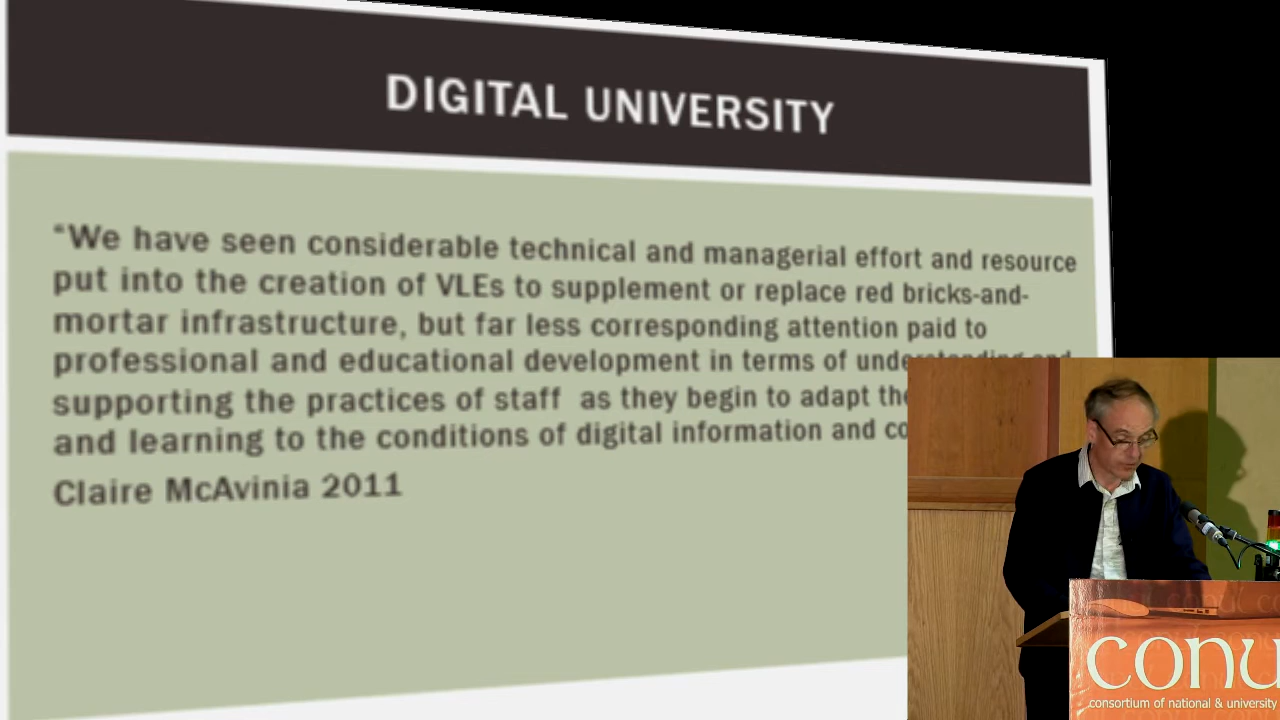 DIGITAL UNIVERSITY
“We have seen considerable technical and managerial effort and resource
put into the creation of VLEs to supplement or replace red bricks-and-
mortar infrastructure, but far less corresponding attention paid to
professional and educational development in terms of understanding and
supporting the practices of staff as they begin to adapt
and learning to the conditions of digital information and
Claire McAvinia 2011
conu
consortium of national & university